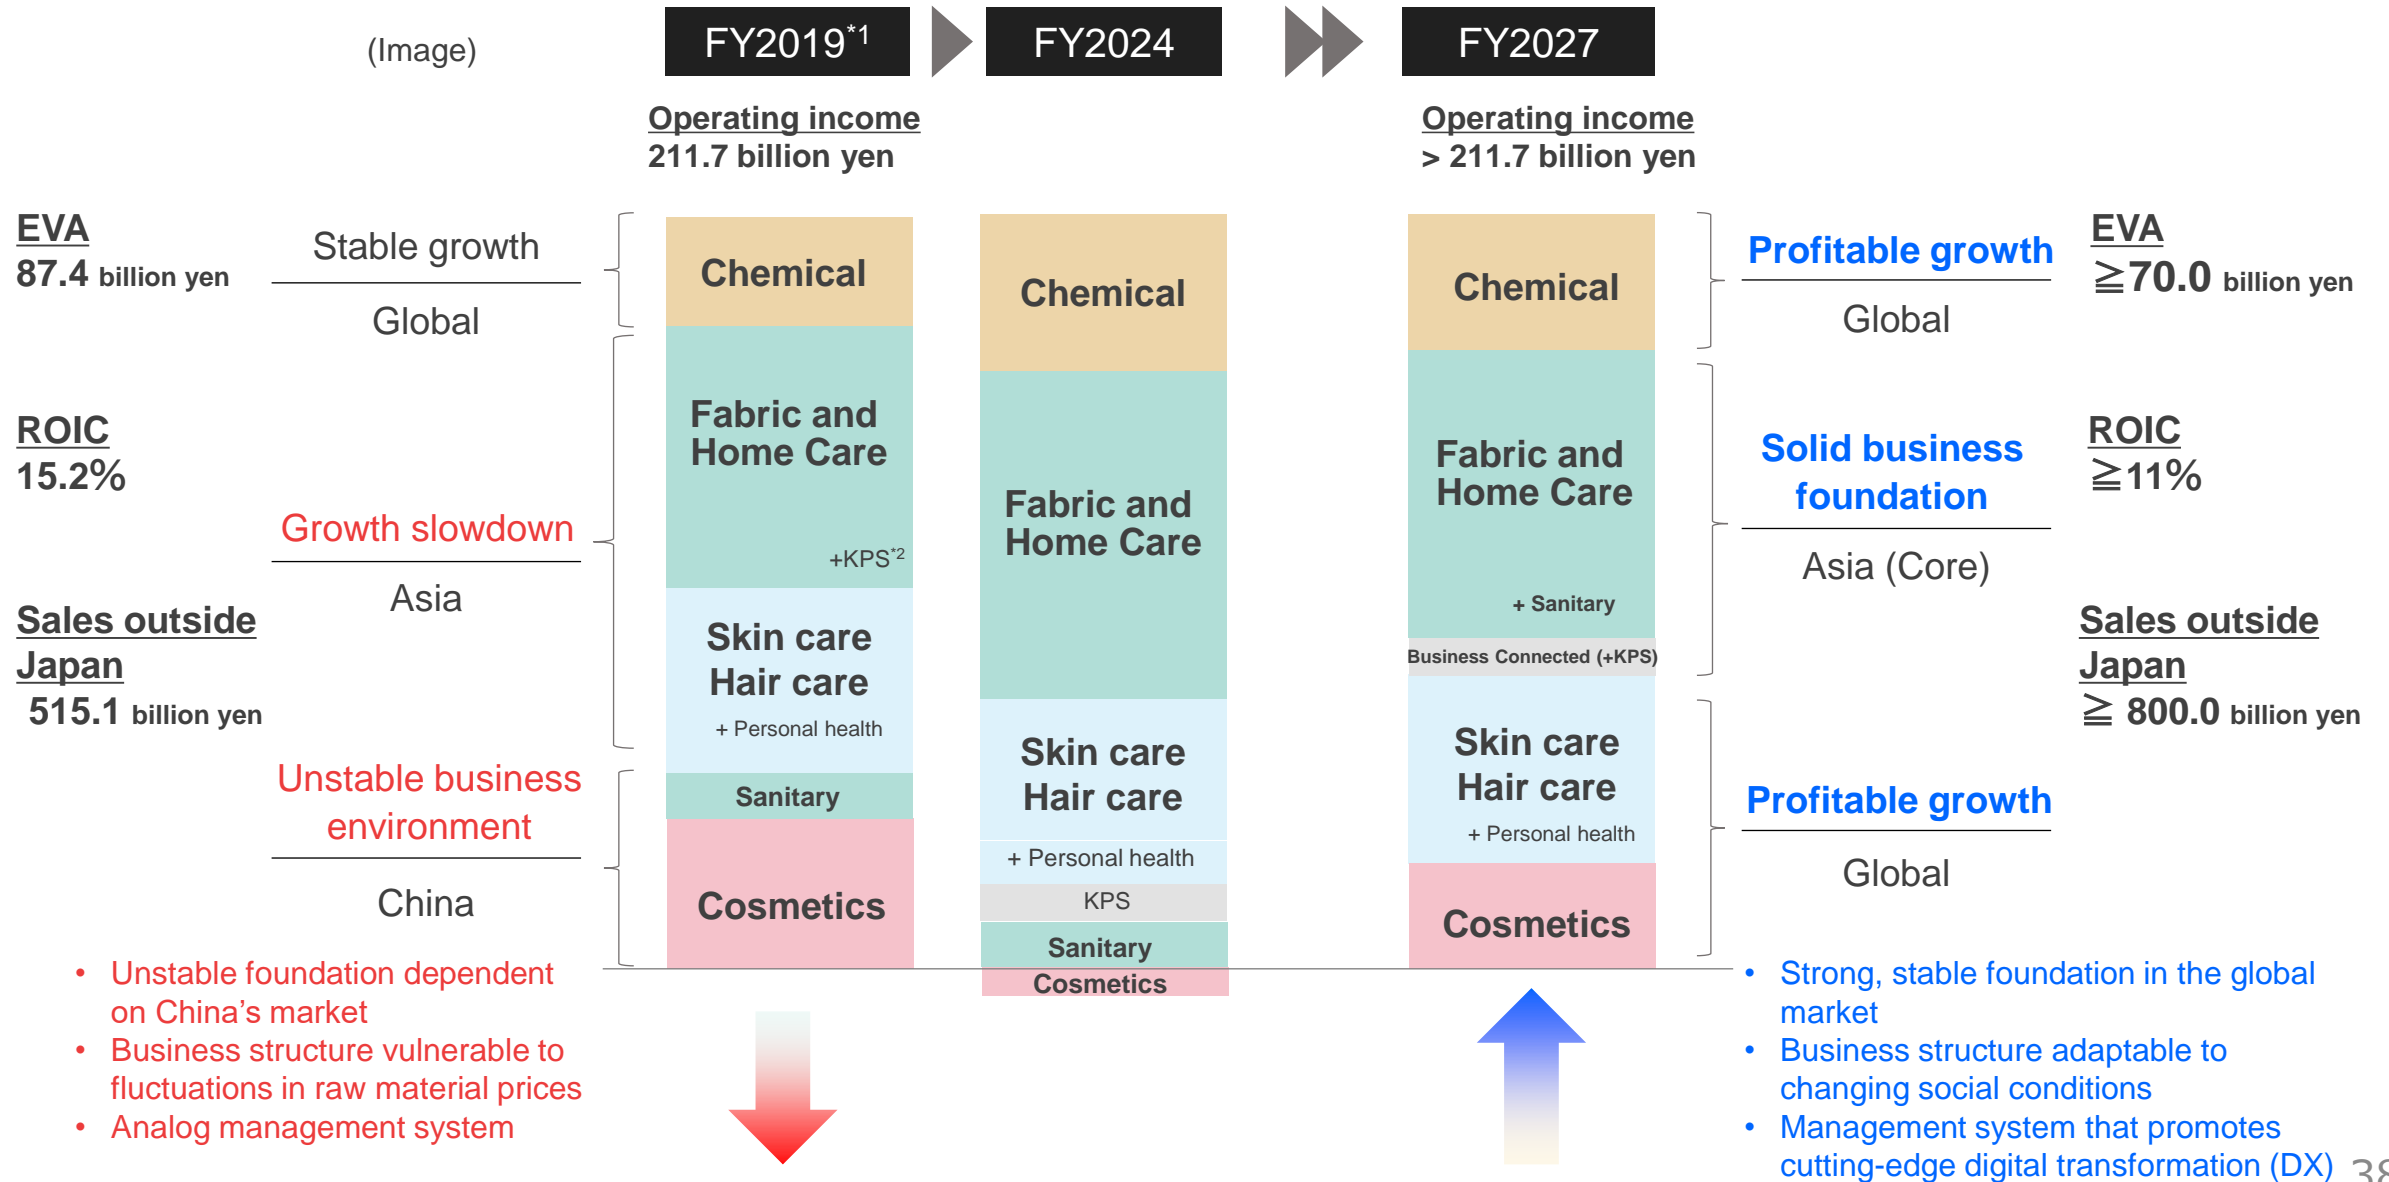 (Image)
FY2019*1
FY2024
FY2027
Operating income
211.7 billion yen
Operating income
> 211.7 billion yen
EVA
87.4 billion yen
Stable growth
Global
ROIC
15.2%
Growth slowdown
Asia
Sales outside
Japan
515.1 billion yen
Unstable business
environment
China
• Unstable foundation dependent
on China's market
• Business structure vulnerable to
fluctuations in raw material prices
• Analog management system
Chemical
Fabric and
Home Care
+KPS*2
Skin care
Hair care
+ Personal health
Sanitary
Cosmetics
Chemical
Fabric and
Home Care
Skin care
Hair care
+ Personal health
KPS
Sanitary
Cosmetics
Chemical
Fabric and
Home Care
+ Sanitary
Business Connected (+KPS)
Skin care
Hair care
+ Personal health
Cosmetics
Profitable growth
Global
EVA
≧70.0 billion yen
Solid business
foundation
Asia (Core)
ROIC
≧11%
Sales outside
Japan
≧ 800.0 billion yen
Profitable growth
Global
• Strong, stable foundation in the global
market
• Business structure adaptable to
changing social conditions
• Management system that promotes
cutting-edge digital transformation (DX)
38